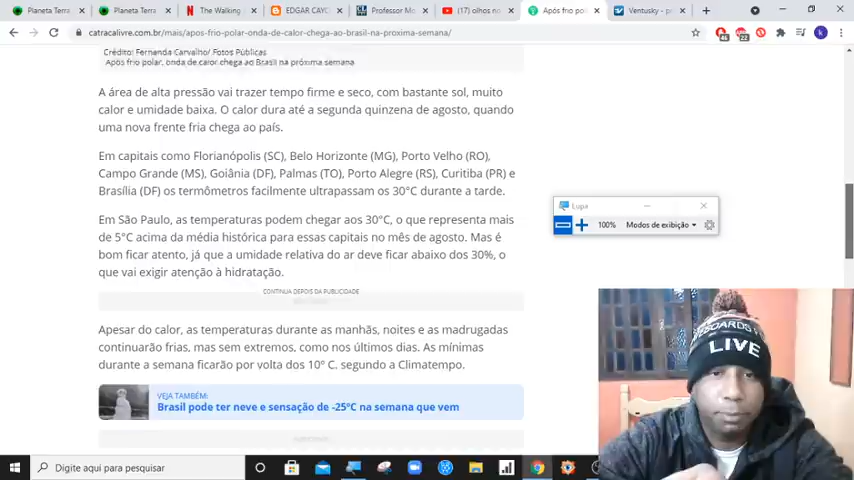 Planeta Terra
Planeta Terra
The Walking
EDGAR CAYC
Professor Mo
(17) olhos no
Após frio pol
Ventusky - p
catracalivre.com.br/mais/apos-frio-polar-onda-de-calor-chega-ao-brasil-na-proxima-semana/
Crédito: Fernanda Carvalho/ Fotos Públicas
Após frio polar, onda de calor chega ao Brasil na próxima semana
A área de alta pressão vai trazer tempo firme e seco, com bastante sol, muito
calor e umidade baixa. O calor dura até a segunda quinzena de agosto, quando
uma nova frente fria chega ao país.
Em capitais como Florianópolis (SC), Belo Horizonte (MG), Porto Velho (RO),
Campo Grande (MS), Goiânia (DF), Palmas (TO), Porto Alegre (RS), Curitiba (PR) e
Brasília (DF) os termômetros facilmente ultrapassam os 30°C durante a tarde.
Em São Paulo, as temperaturas podem chegar aos 30°C, o que representa mais
de 5°C acima da média histórica para essas capitais no mês de agosto. Mas é
bom ficar atento, já que a umidade relativa do ar deve ficar abaixo dos 30%, o
que vai exigir atenção à hidratação.
CONTINUA DEPOIS DA PUBLICIDADE
Apesar do calor, as temperaturas durante as manhãs, noites e as madrugadas
continuarão frias, mas sem extremos, como nos últimos dias. As mínimas
durante a semana ficarão por volta dos 10º C, segundo a Climatempo.
VEJA TAMBÉM:
Brasil pode ter neve e sensação de -25ºC na semana que vem
Lupa
100%
Modos de exibição
LIVE
Digite aqui para pesquisar